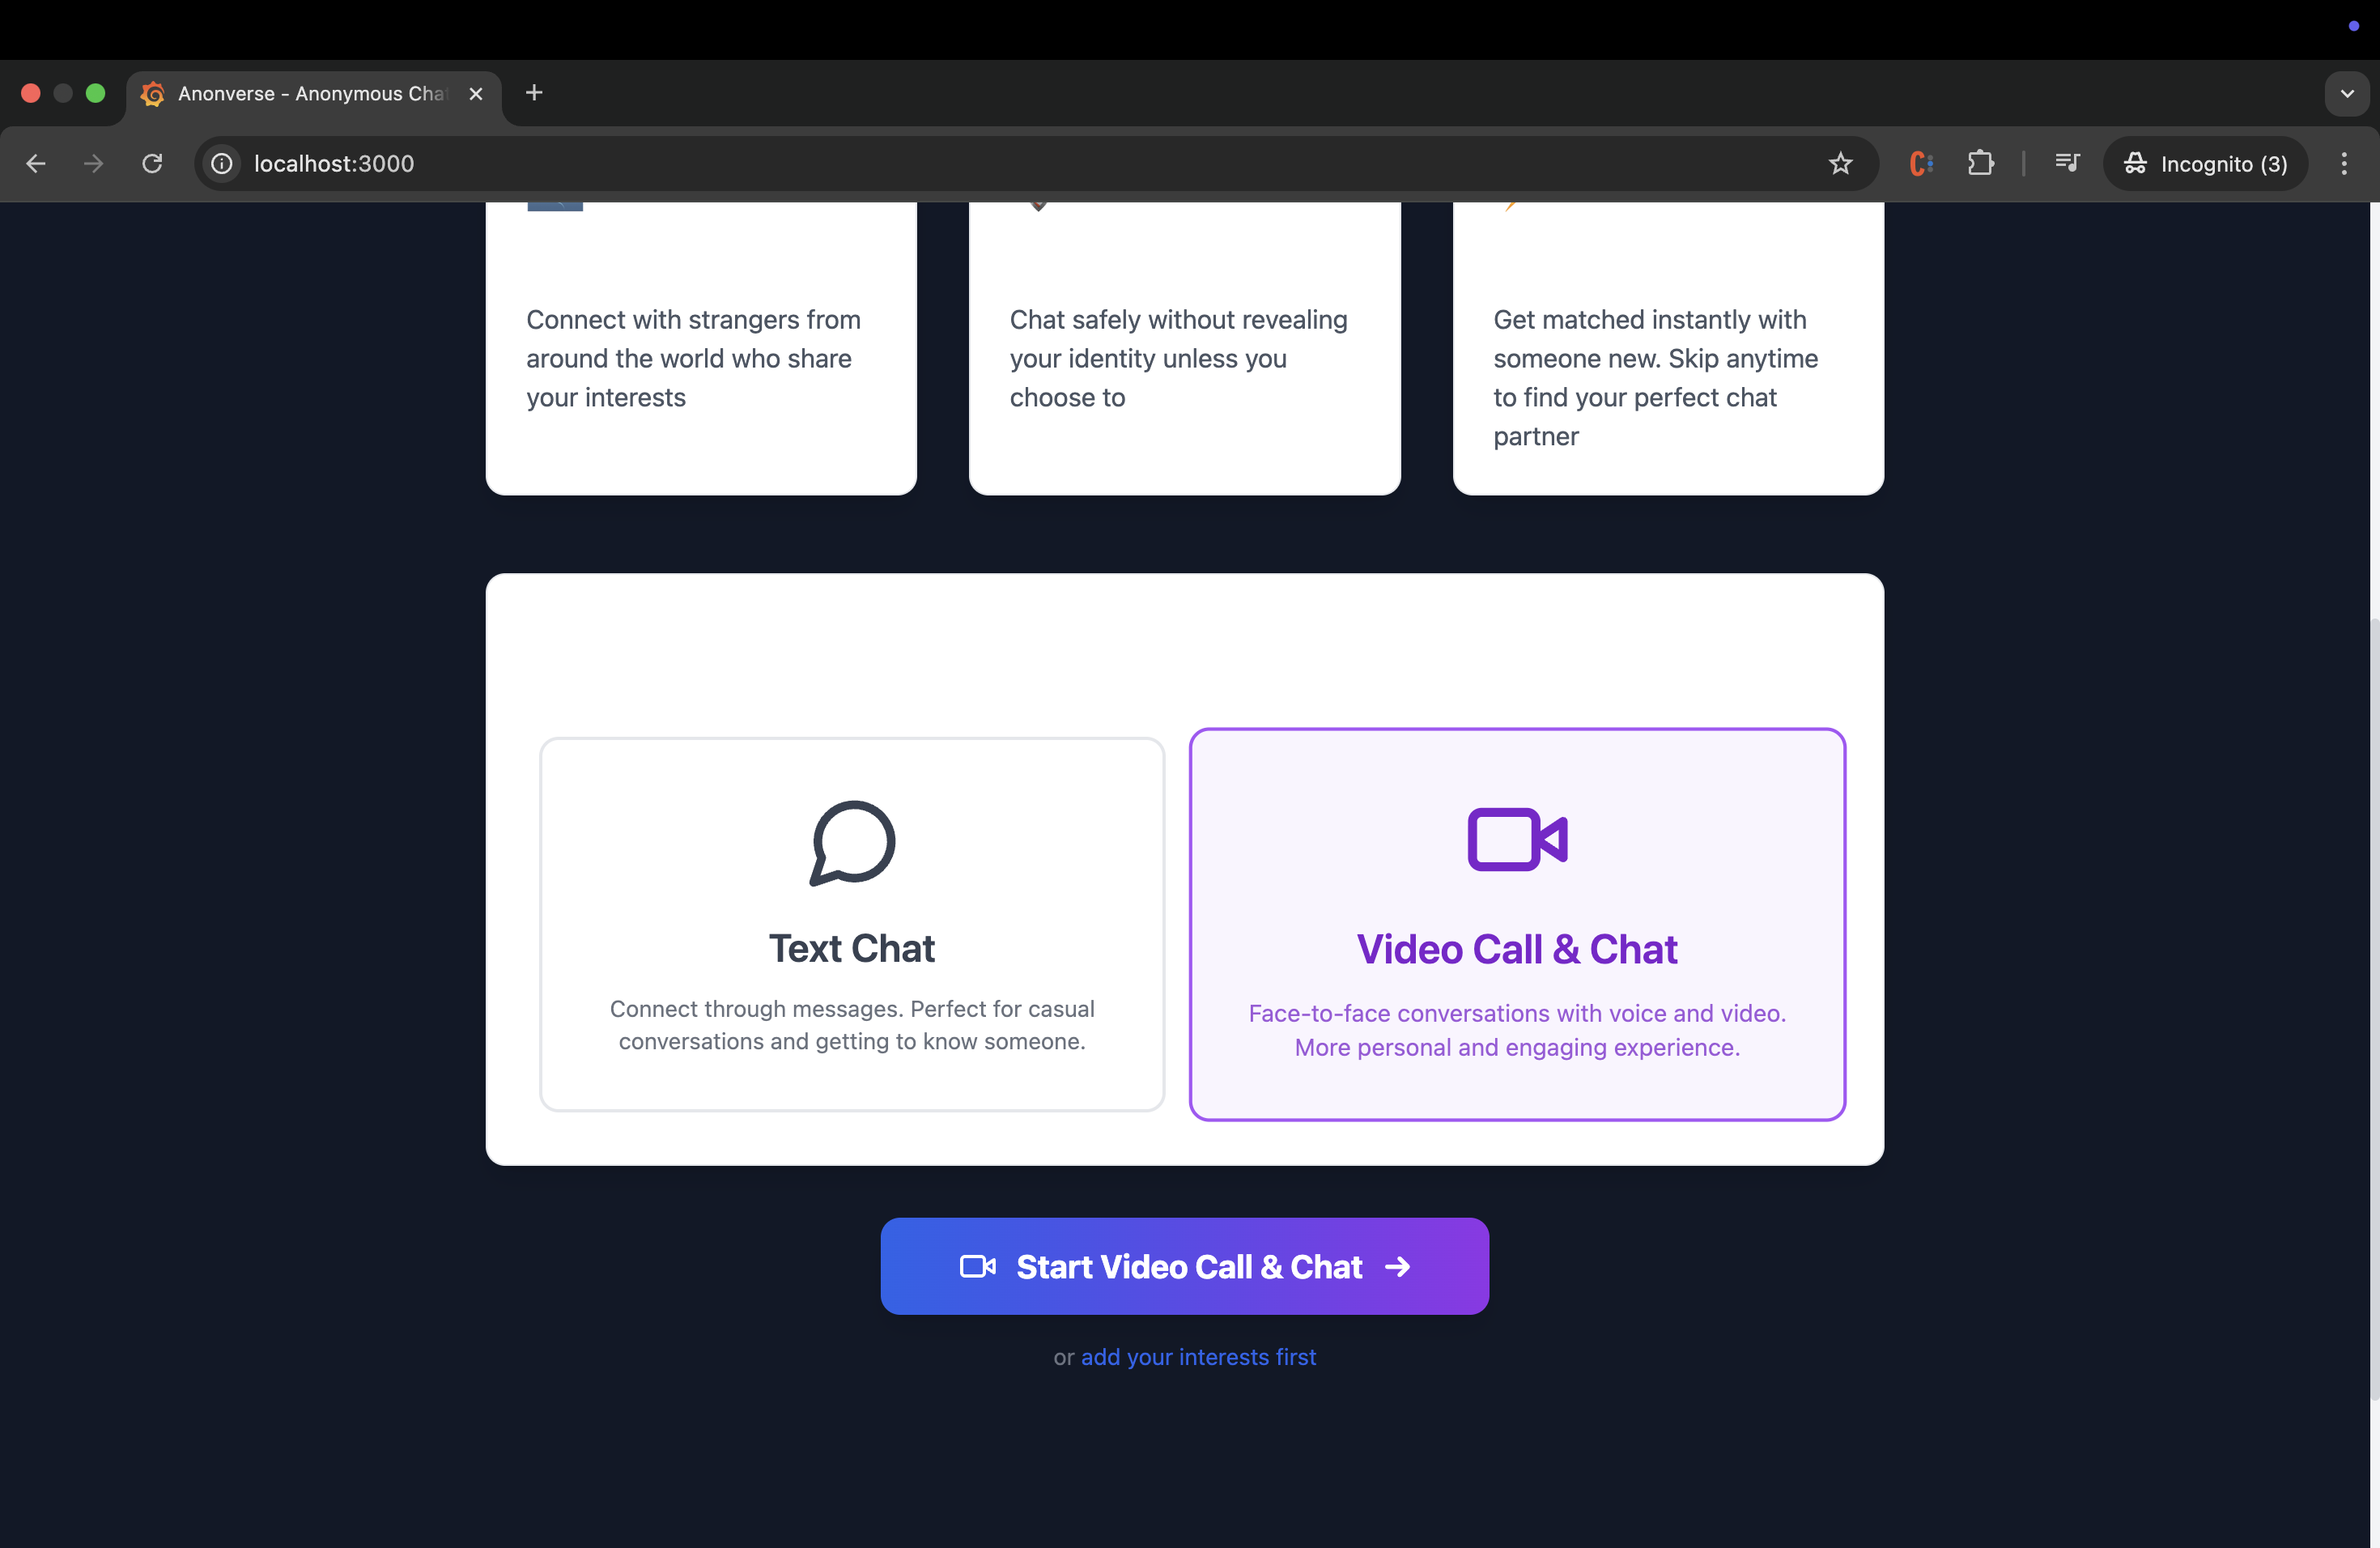 Anonverse - Anonymous Cha
localhost:3000
Incognito (3)
Connect with strangers from
around the world who share
your interests
Chat safely without revealing
your identity unless you
choose to
Get matched instantly with
someone new. Skip anytime
to find your perfect chat
partner
Text Chat
Connect through messages. Perfect for casual
conversations and getting to know someone.
Video Call & Chat
Face-to-face conversations with voice and video.
More personal and engaging experience.
Start Video Call & Chat →
or add your interests first